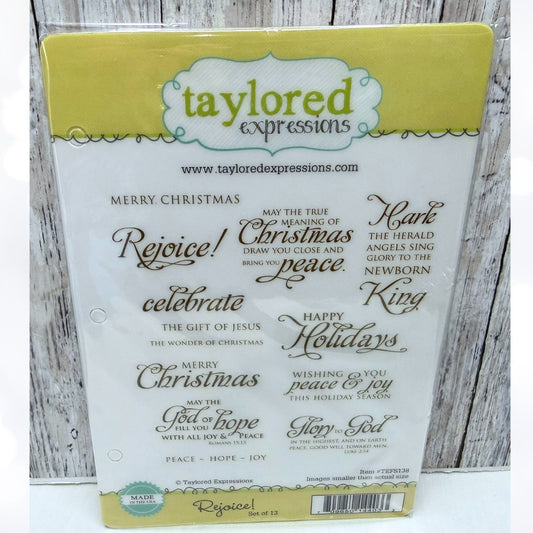 taylored
expressions
www.tayloredexpressions.com
MERRY CHRISTMAS
Rejoice!
MAY THE TRUE
MEANING OF
Christmas
DRAW YOU CLOSE AND
BRING YOU peace.
Hark
THE HERALD
ANGELS SING
GLORY TO THE
NEWBORN
King
celebrate
THE GIFT OF JESUS
THE WONDER OF CHRISTMAS
HAPPY
Holidays
MERRY
Christmas
WISHING YOU
peace & joy
THIS HOLIDAY SEASON
MAY THE
God of hope
FILL YOU
WITH ALL JOY & PEACE
ROMANS 15:13
Glory to God
IN THE HIGHEST, AND ON EARTH
PEACE, GOOD WILL TOWARD MEN.
LUKE 2:14
PEACE ~ HOPE ~ JOY
Item #TEFS138
Images smaller than actual size
© Taylored Expressions
MADE
IN THE USA
Rejoice!
Set of 13